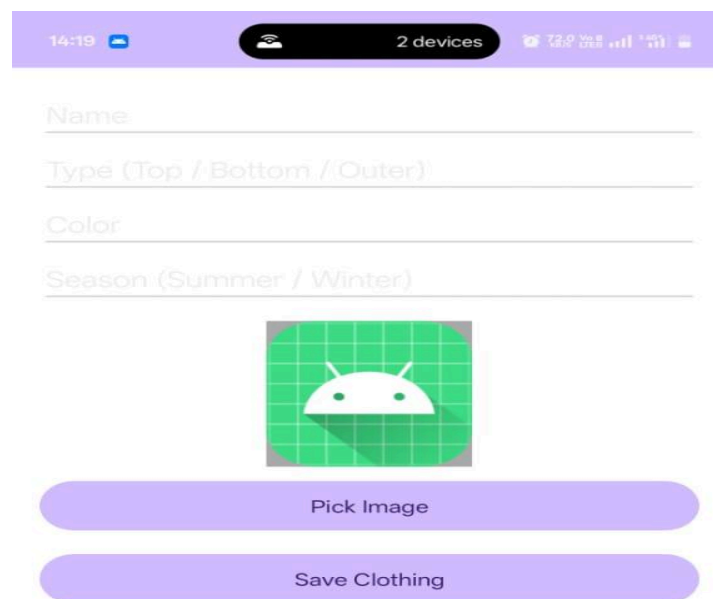 14:19 2 devices
Name
Type (Top / Bottom / Outer)
Color
Season (Summer / Winter)
Pick Image
Save Clothing